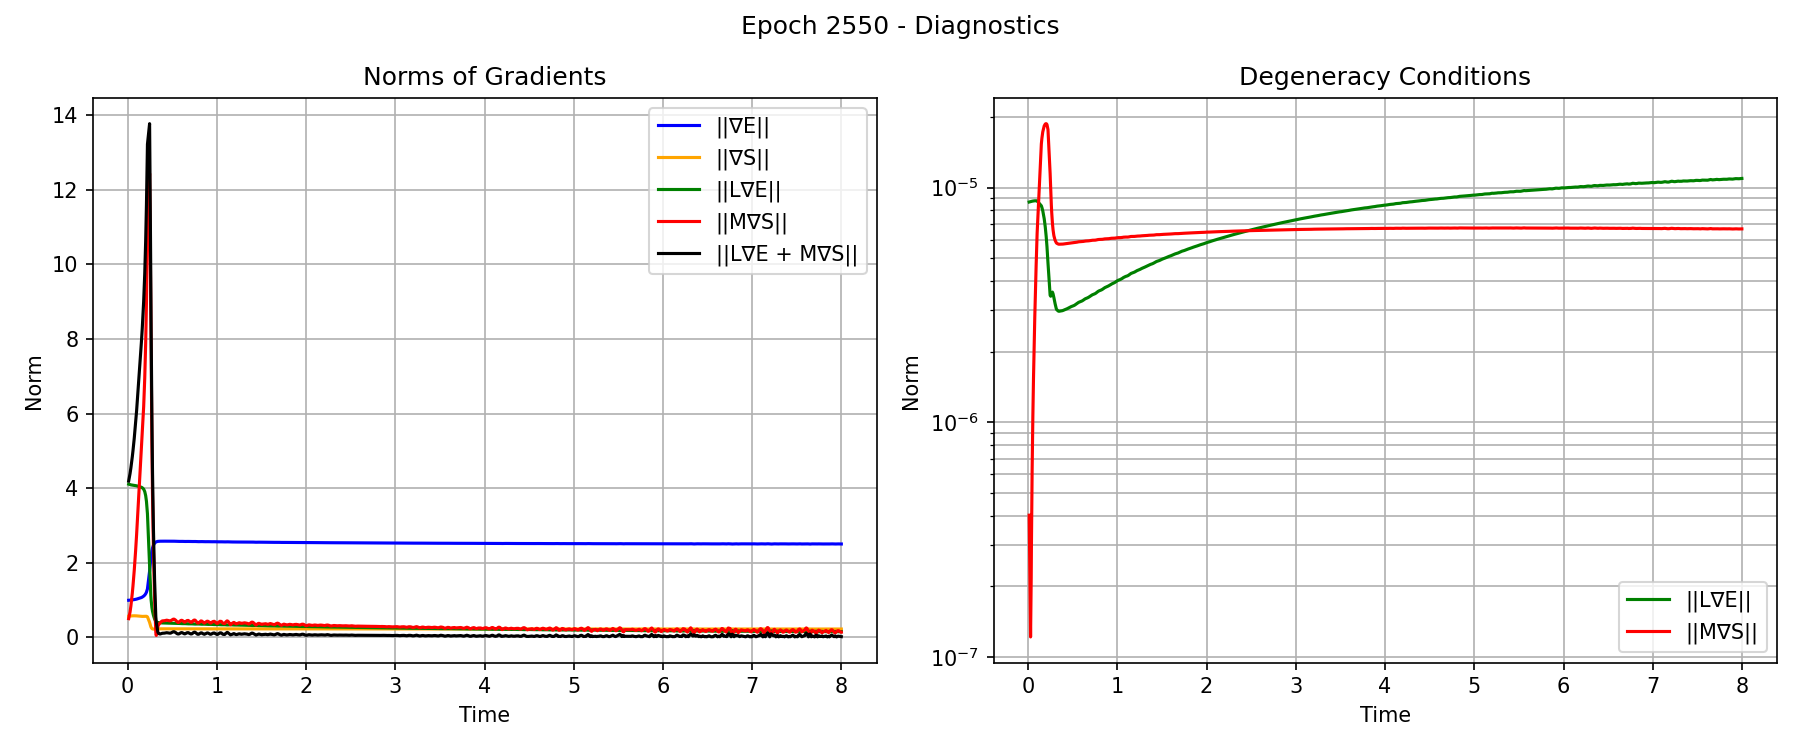 Epoch 2550 - Diagnostics
Norms of Gradients
14
12
10
8
6
4
2
0
Norm
0 1 2 3 4 5 6 7 8
Time
||∇E||
||∇S||
||L∇E||
||M∇S||
||L∇E + M∇S||
Degeneracy Conditions
10⁻⁵
10⁻⁶
10⁻⁷
Norm
0 1 2 3 4 5 6 7 8
Time
||L∇E||
||M∇S||